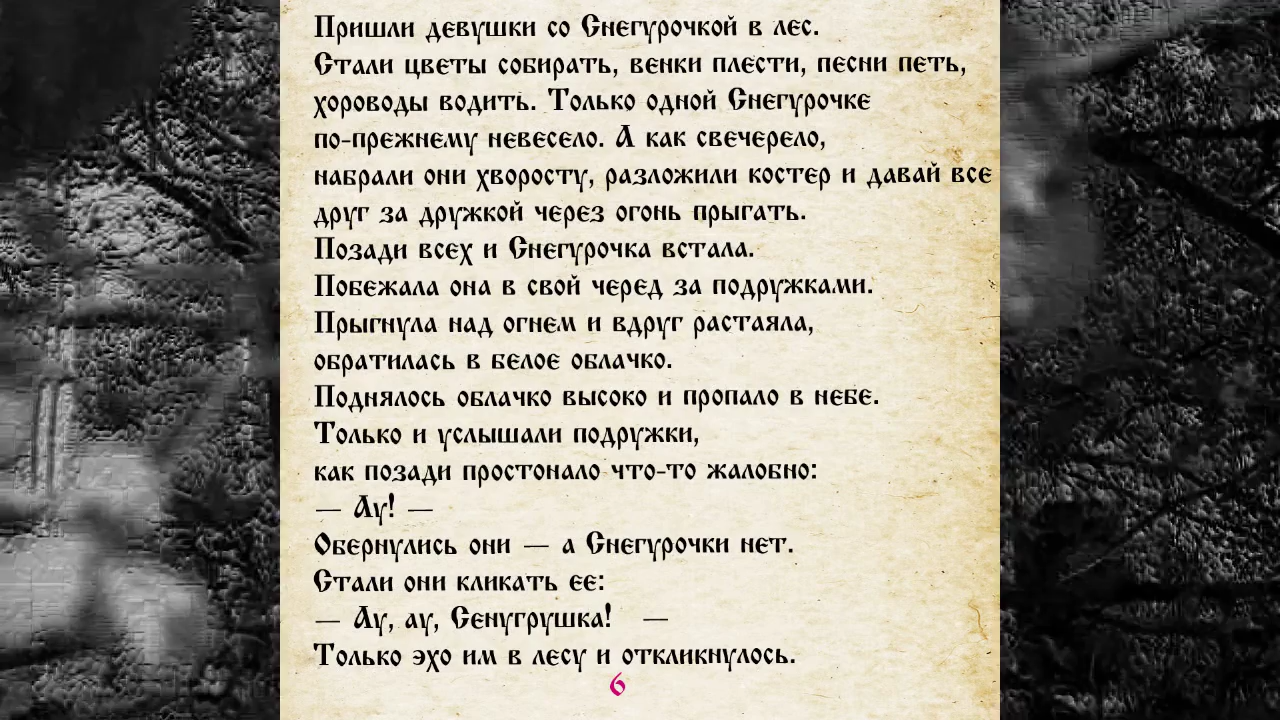 Пришли девушки со Снегурочкой в лес.
Стали цветы собирать, венки плести, песни петь,
хороводы водить. Только одной Снегурочке
по-прежнему невесело. А как свечерело,
набрали они хворосту, разложили костер и давай все
друг за дружкой через огонь прыгать.
Позади всех и Снегурочка встала.
Побежала она в свой черед за подружками.
Прыгнула над огнем и вдруг растаяла,
обратилась в белое облачко.
Поднялось облачко высоко и пропало в небе.
Только и услышали подружки,
как позади простонало что-то жалобно:
— Ау! —
Обернулись они — а Снегурочки нет.
Стали они кликать ее:
— Ау, ау, Сенугрушка! —
Только эхо им в лесу и откликнулось.
6